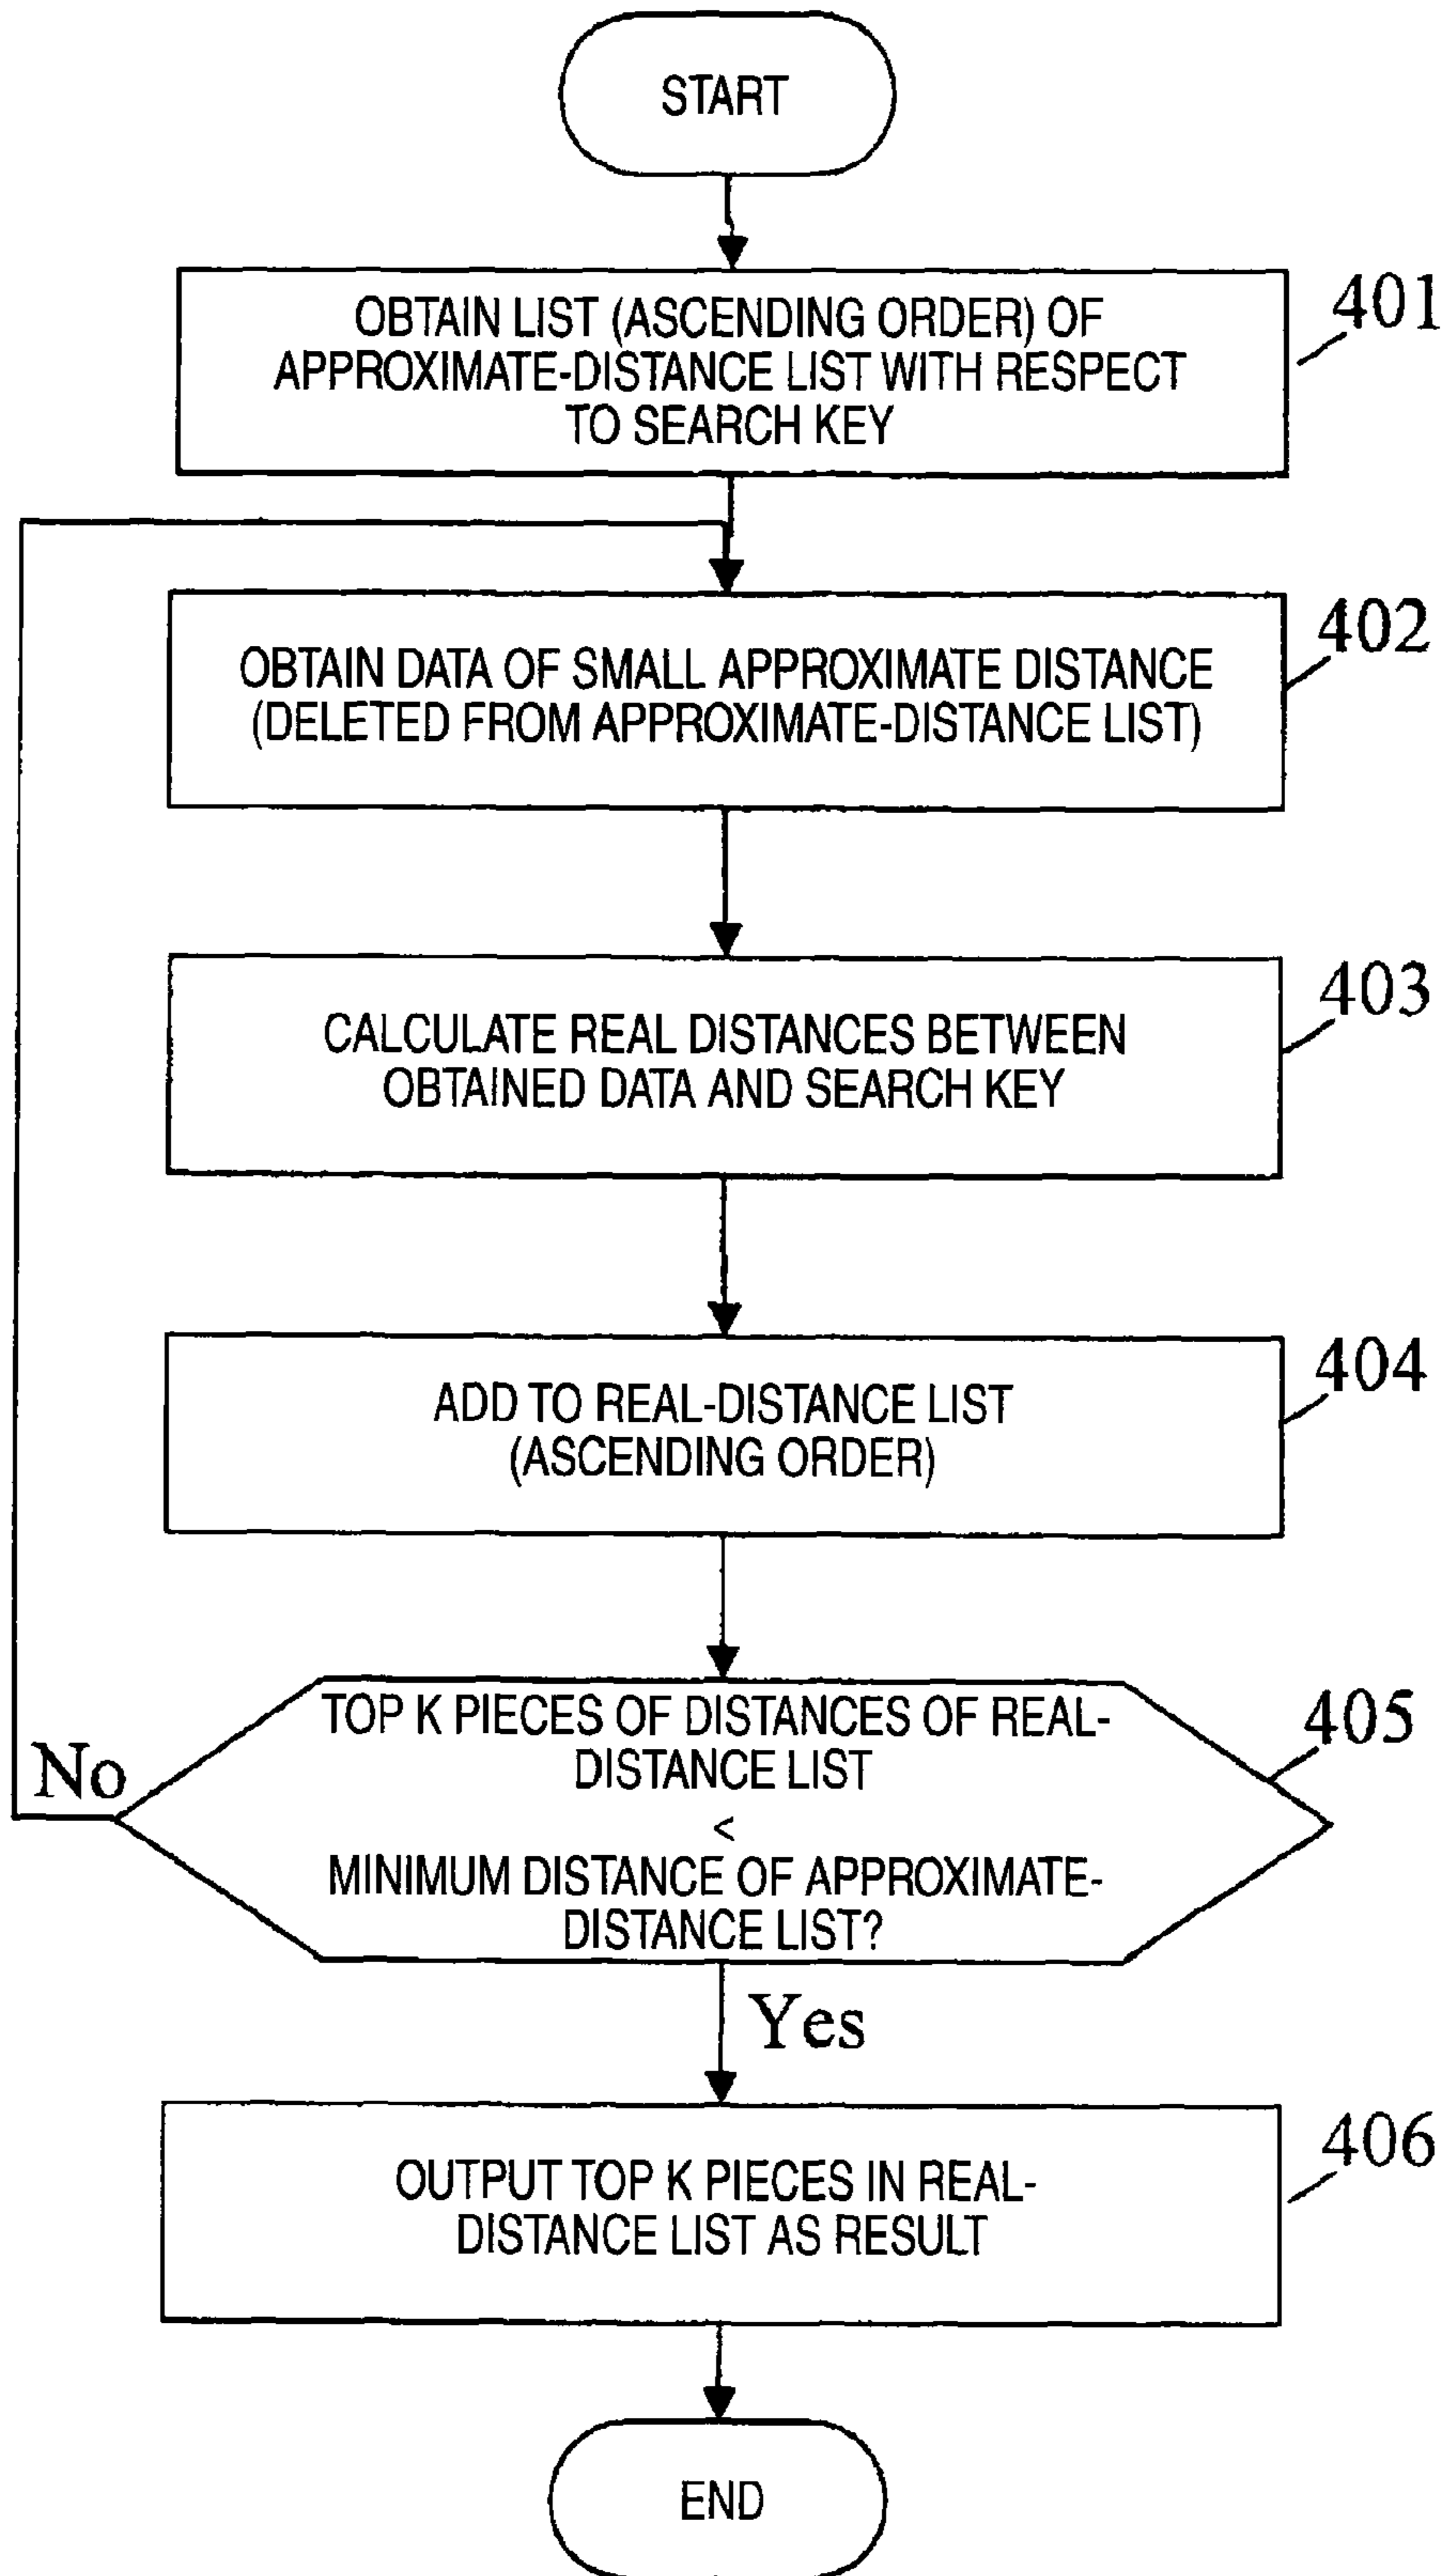 START
OBTAIN LIST (ASCENDING ORDER) OF
APPROXIMATE-DISTANCE LIST WITH RESPECT
TO SEARCH KEY
401
OBTAIN DATA OF SMALL APPROXIMATE DISTANCE
(DELETED FROM APPROXIMATE-DISTANCE LIST)
402
CALCULATE REAL DISTANCES BETWEEN
OBTAINED DATA AND SEARCH KEY
403
ADD TO REAL-DISTANCE LIST
(ASCENDING ORDER)
404
TOP K PIECES OF DISTANCES OF REAL-
DISTANCE LIST
<
MINIMUM DISTANCE OF APPROXIMATE-
DISTANCE LIST?
405
No
Yes
OUTPUT TOP K PIECES IN REAL-
DISTANCE LIST AS RESULT
406
END